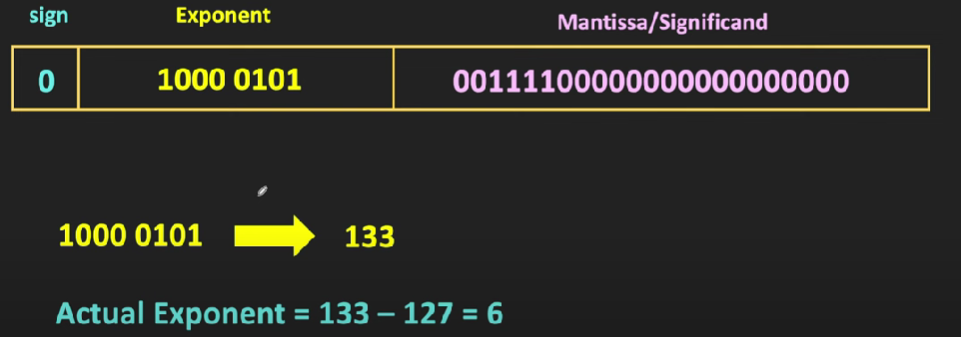 sign Exponent Mantissa/Significand
0 1000 0101 00111100000000000000000
1000 0101 133
Actual Exponent = 133 – 127 = 6